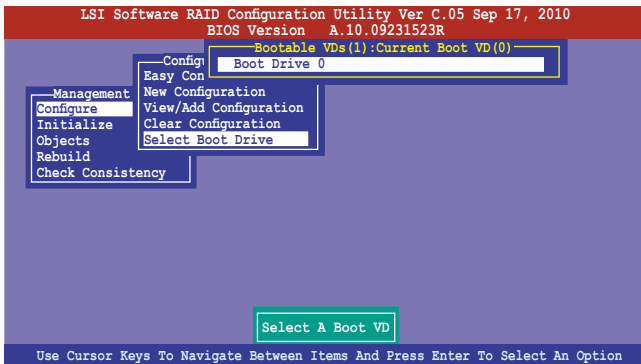 LSI Software RAID Configuration Utility Ver C.05 Sep 17, 2010
BIOS Version A.10.09231523R
Bootable VDs(1):Current Boot VD(0)
Boot Drive 0
Configu
Easy Con
New Configuration
View/Add Configuration
Clear Configuration
Select Boot Drive
Management
Configure
Initialize
Objects
Rebuild
Check Consistency
Select A Boot VD
Use Cursor Keys To Navigate Between Items And Press Enter To Select An Option